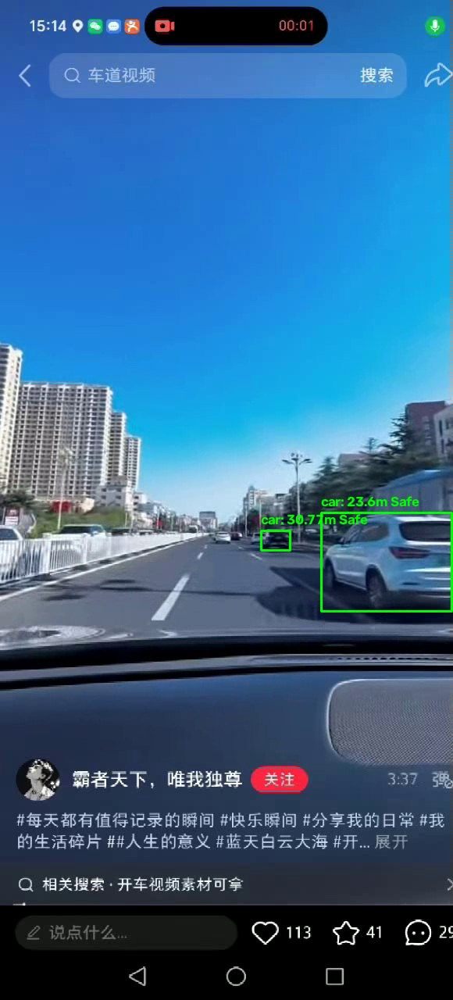 15:14
00:01
车道视频
搜索
car: 23.6m Safe
car: 30.77m Safe
霸者天下，唯我独尊
关注
3:37
弹
#每天都有值得记录的瞬间 #快乐瞬间 #分享我的日常 #我
的生活碎片 ##人生的意义 #蓝天白云大海 #开... 展开
相关搜索 · 开车视频素材可拿
说点什么...
113
41
29